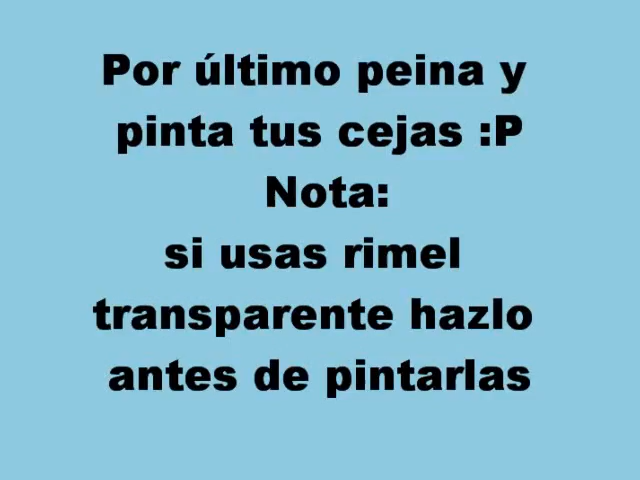 Por último peina y
pinta tus cejas :P
Nota:
si usas rimel
transparente hazlo
antes de pintarlas